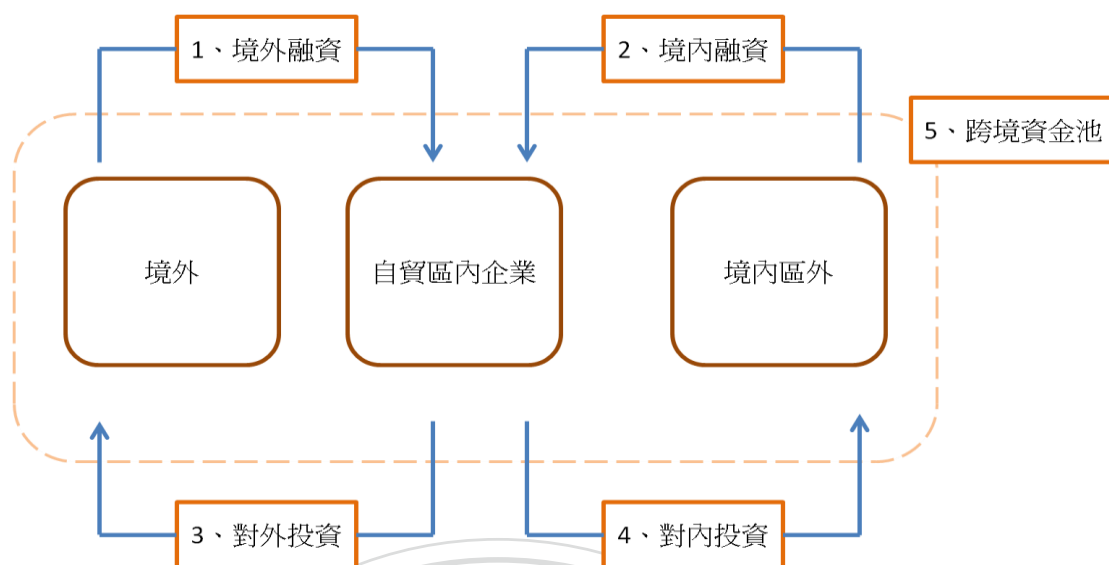 1、境外融資
2、境內融資
5、跨境資金池
境外
自貿區內企業
境內區外
3、對外投資
4、對內投資